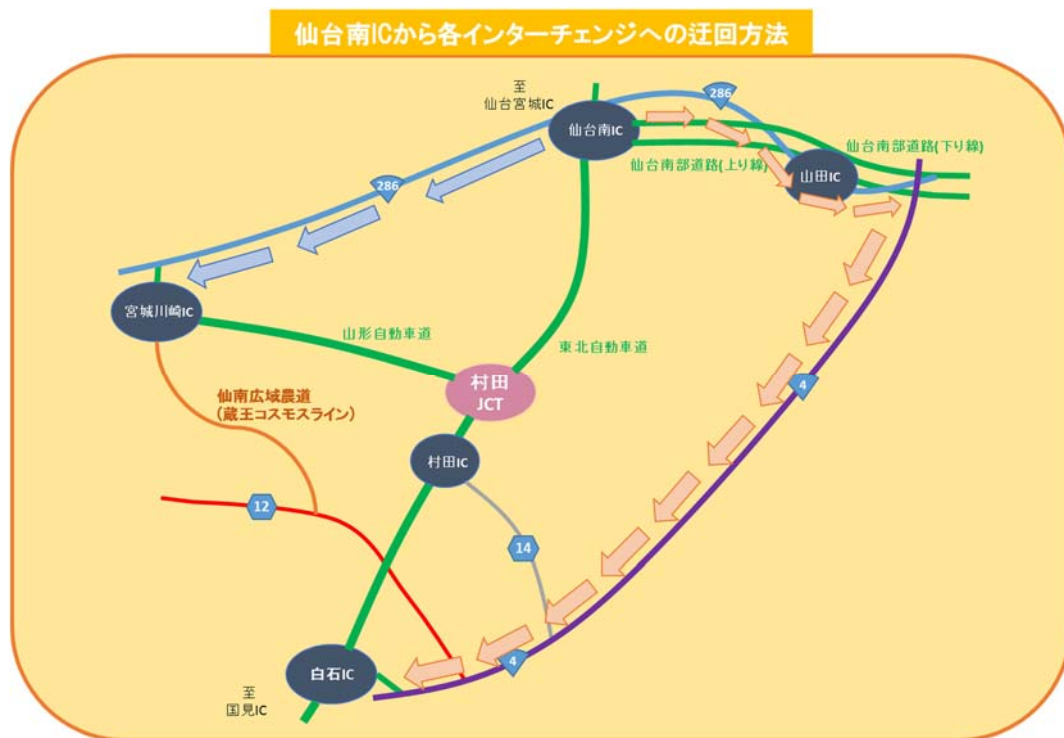 仙台南ICから各インターチェンジへの迂回方法
至
仙台宮城IC
仙台南IC
286
仙台南部道路(下り線)
仙台南部道路(上り線)
山田IC
286
宮城川崎IC
山形自動車道
東北自動車道
村田
JCT
4
仙南広域農道
(蔵王コスモスライン)
村田IC
12
14
白石IC
4
至
国見IC